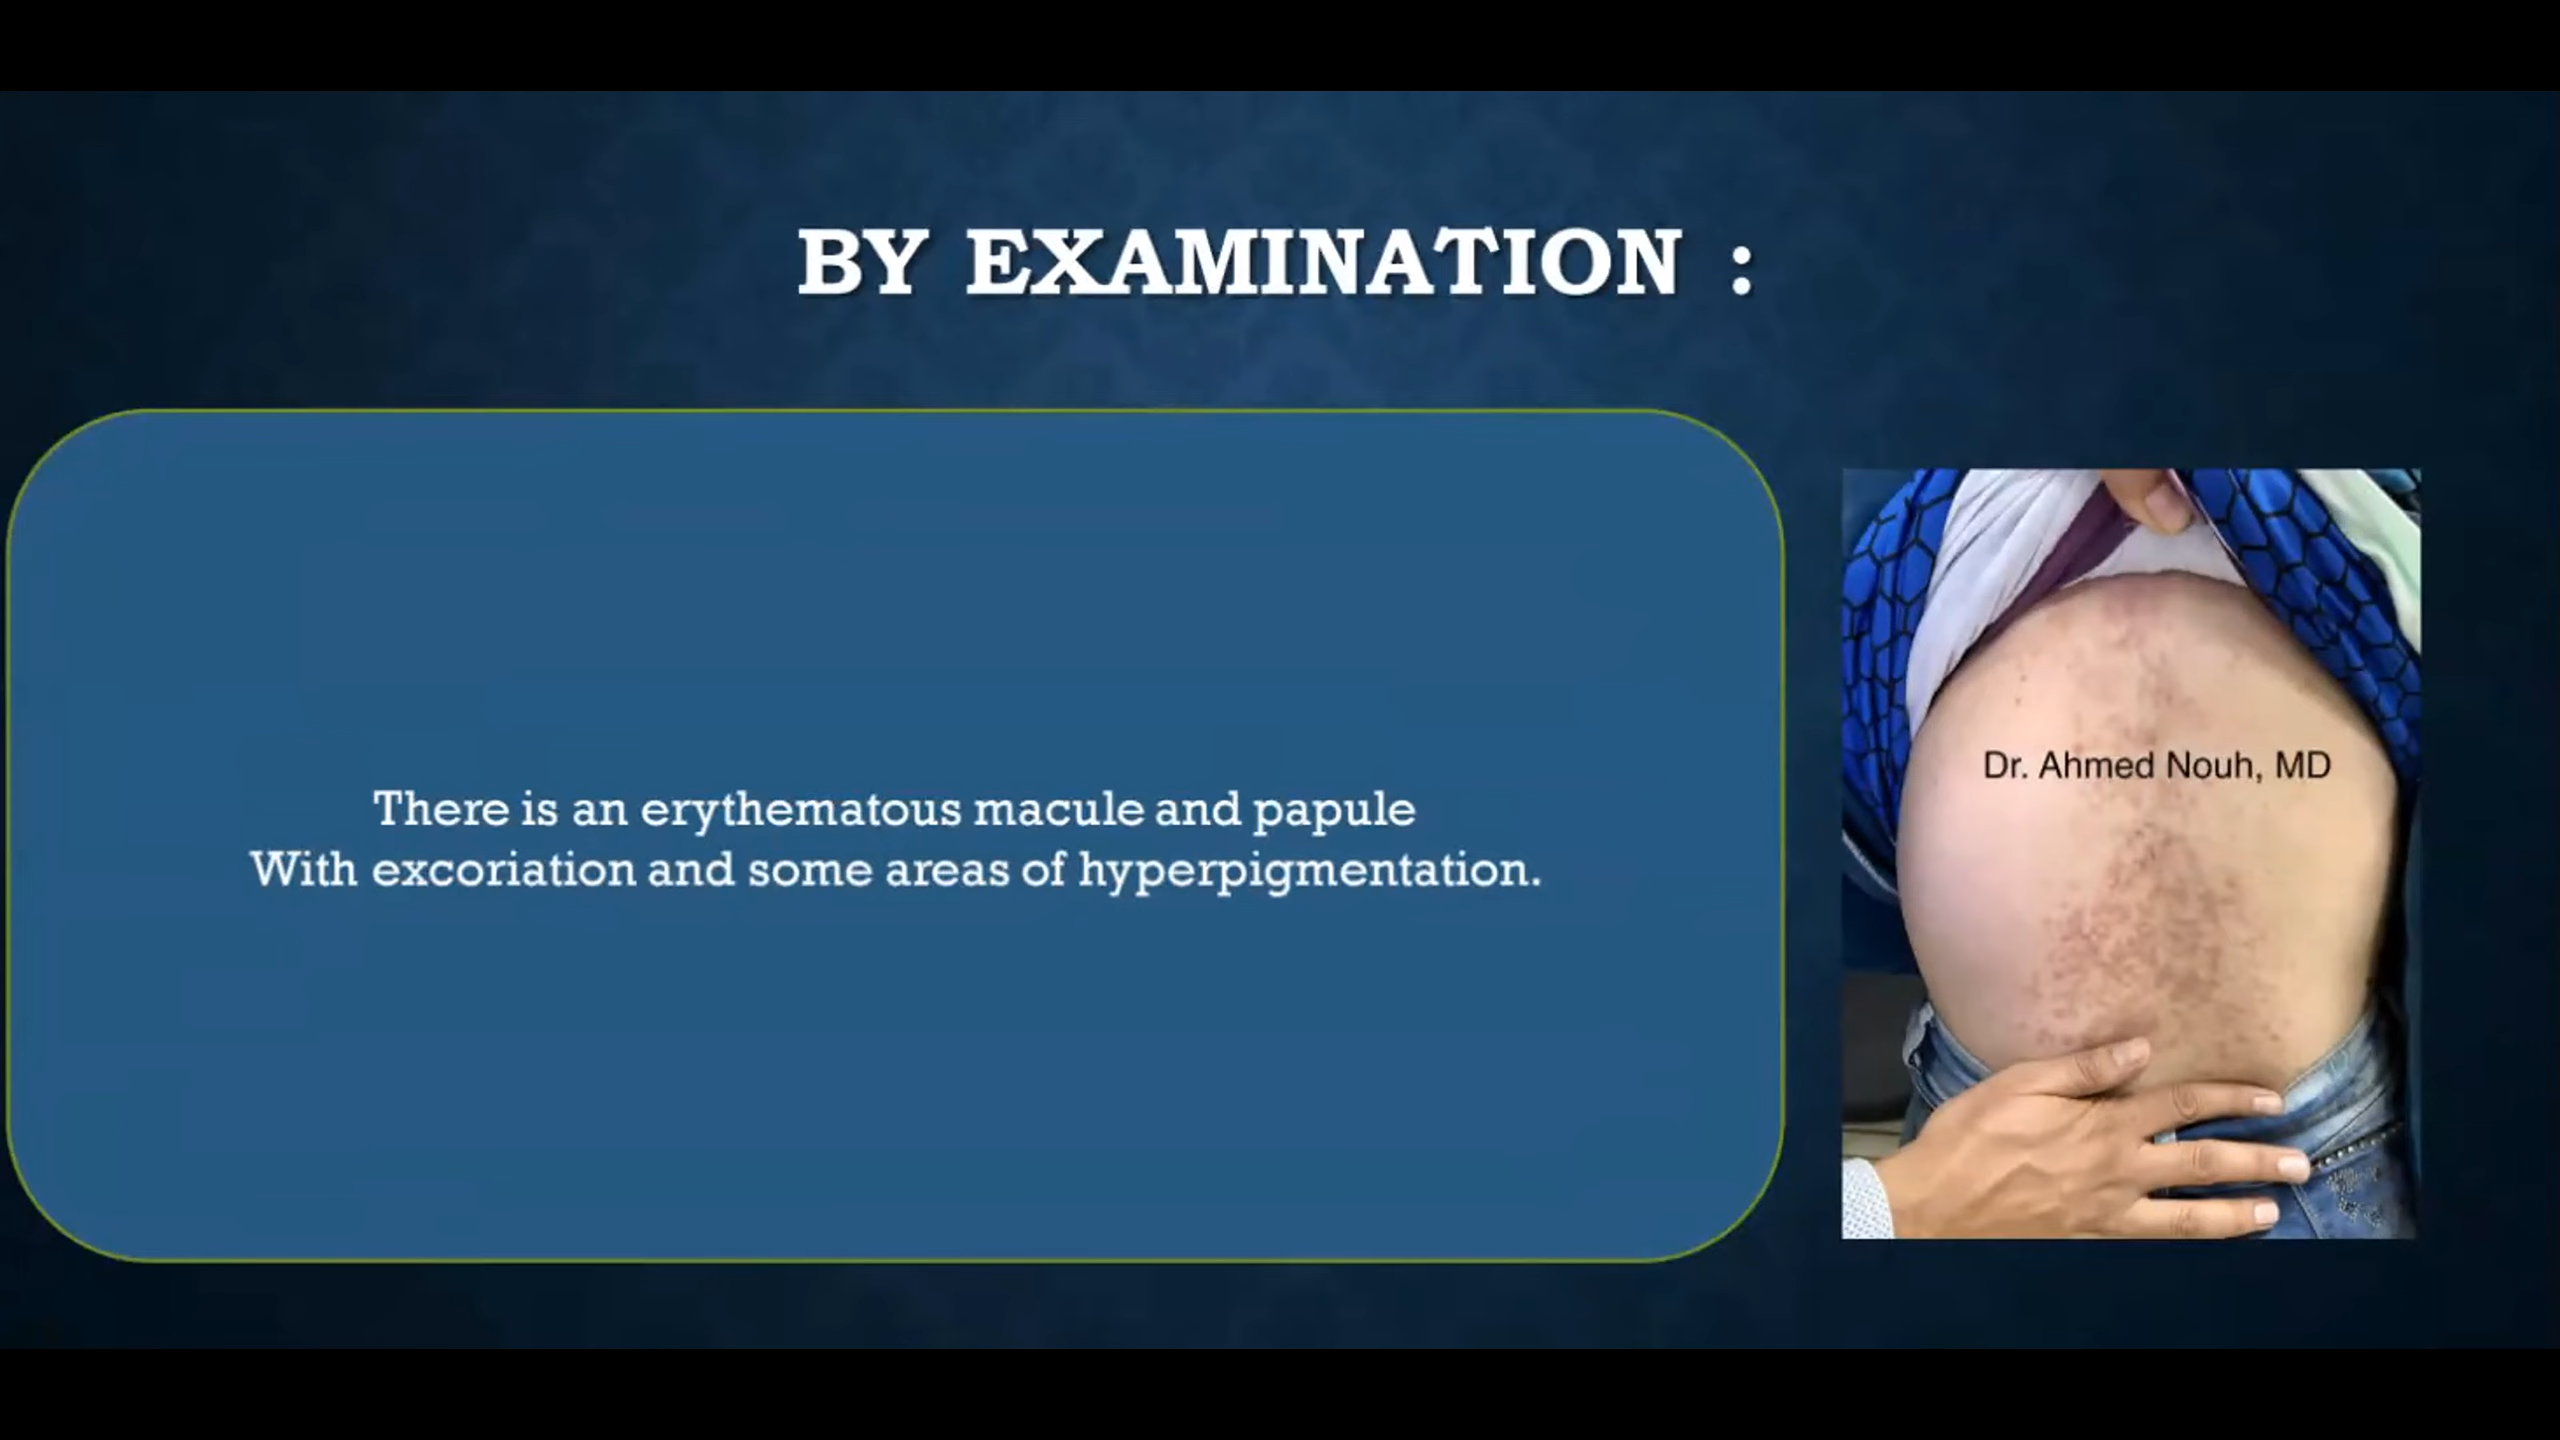 BY EXAMINATION :
There is an erythematous macule and papule
With excoriation and some areas of hyperpigmentation.
Dr. Ahmed Nouh, MD